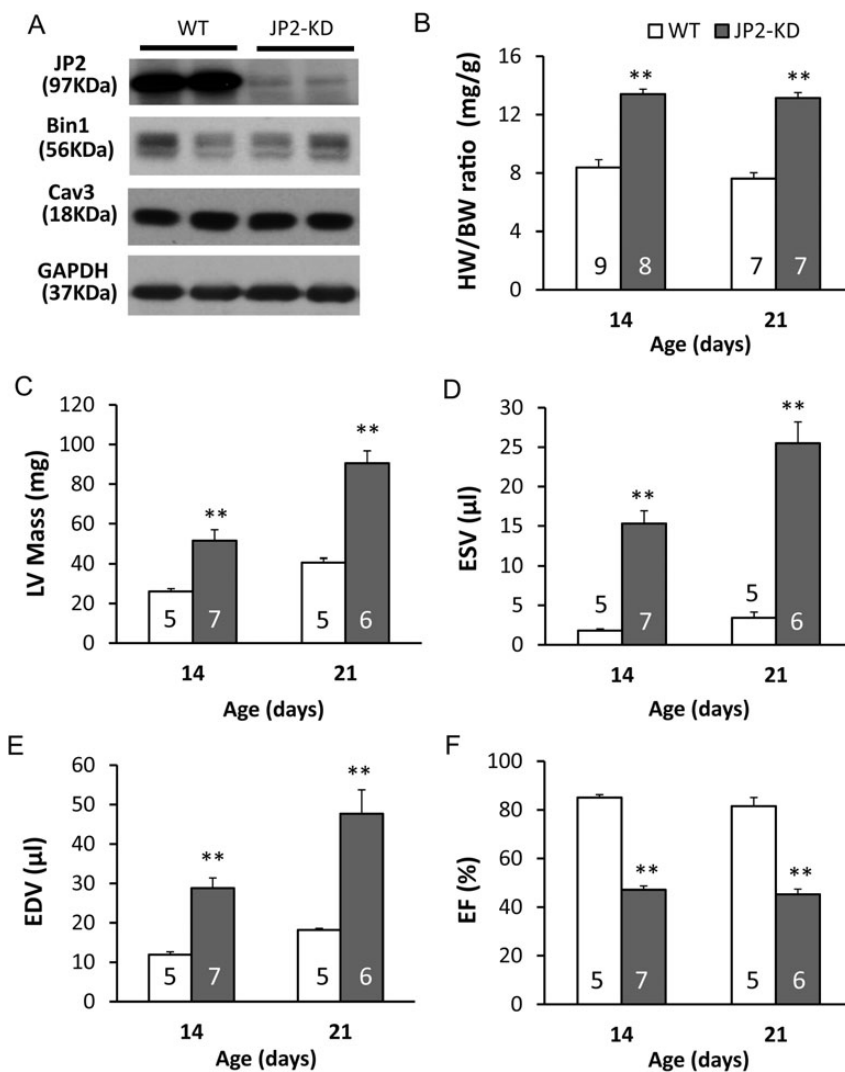 A
WT JP2-KD
JP2
(97KDa)
Bin1
(56KDa)
Cav3
(18KDa)
GAPDH
(37KDa)
B
WT JP2-KD
HW/BW ratio (mg/g)
16
12
8
4
0
** **
9 8 7 7
14 21
Age (days)
C
LV Mass (mg)
120
100
80
60
40
20
0
** **
5 7 5 6
14 21
Age (days)
D
ESV (µl)
30
25
20
15
10
5
0
** **
5 7 5 6
14 21
Age (days)
E
EDV (µl)
60
50
40
30
20
10
0
** **
5 7 5 6
14 21
Age (days)
F
EF (%)
100
80
60
40
20
0
** **
5 7 5 6
14 21
Age (days)